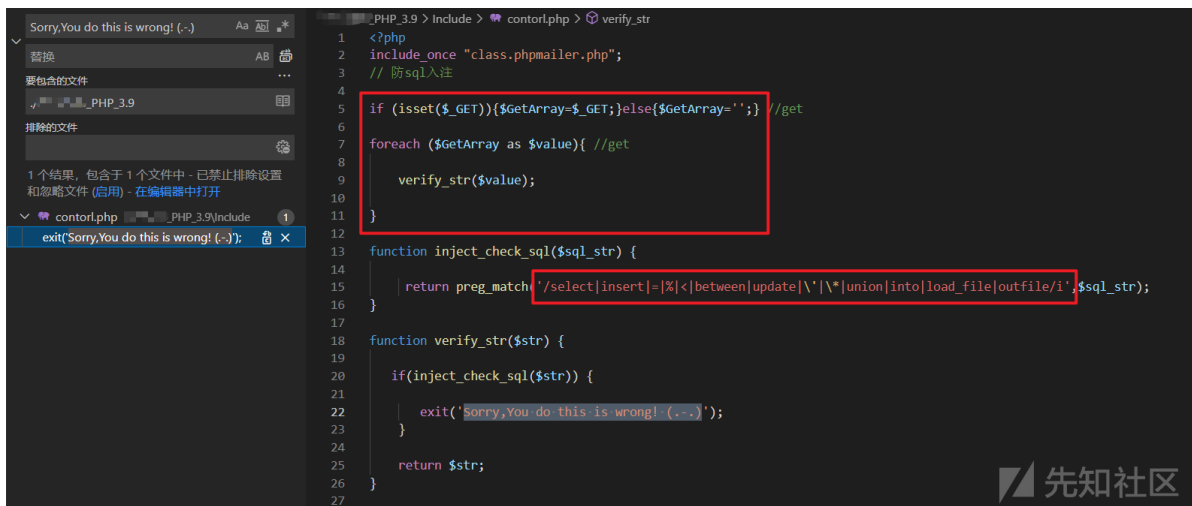 Sorry,You do this is wrong! (.-.)
Aa Abl .*
替换
AB
要包含的文件
_PHP_3.9
排除的文件
1 个结果，包含于 1 个文件中 - 已禁止排除设置
和忽略文件 (启用) - 在编辑器中打开
contorl.php _PHP_3.9\Include 1
exit('Sorry,You do this is wrong! (.-.)');
_PHP_3.9 > Include > contorl.php > verify_str
1 <?php
2 include_once "class.phpmailer.php";
3 // 防sql入注
4
5 if (isset($_GET)){$GetArray=$_GET;}else{$GetArray='';} //get
6
7 foreach ($GetArray as $value){ //get
8
9 verify_str($value);
10
11 }
12
13 function inject_check_sql($sql_str) {
14
15 return preg_match('/select|insert|=|%|<|between|update|\'|\*|union|into|load_file|outfile/i',$sql_str);
16 }
17
18 function verify_str($str) {
19
20 if(inject_check_sql($str)) {
21
22 exit('Sorry,You do this is wrong! (.-.)');
23 }
24
25 return $str;
26 }
27
先知社区